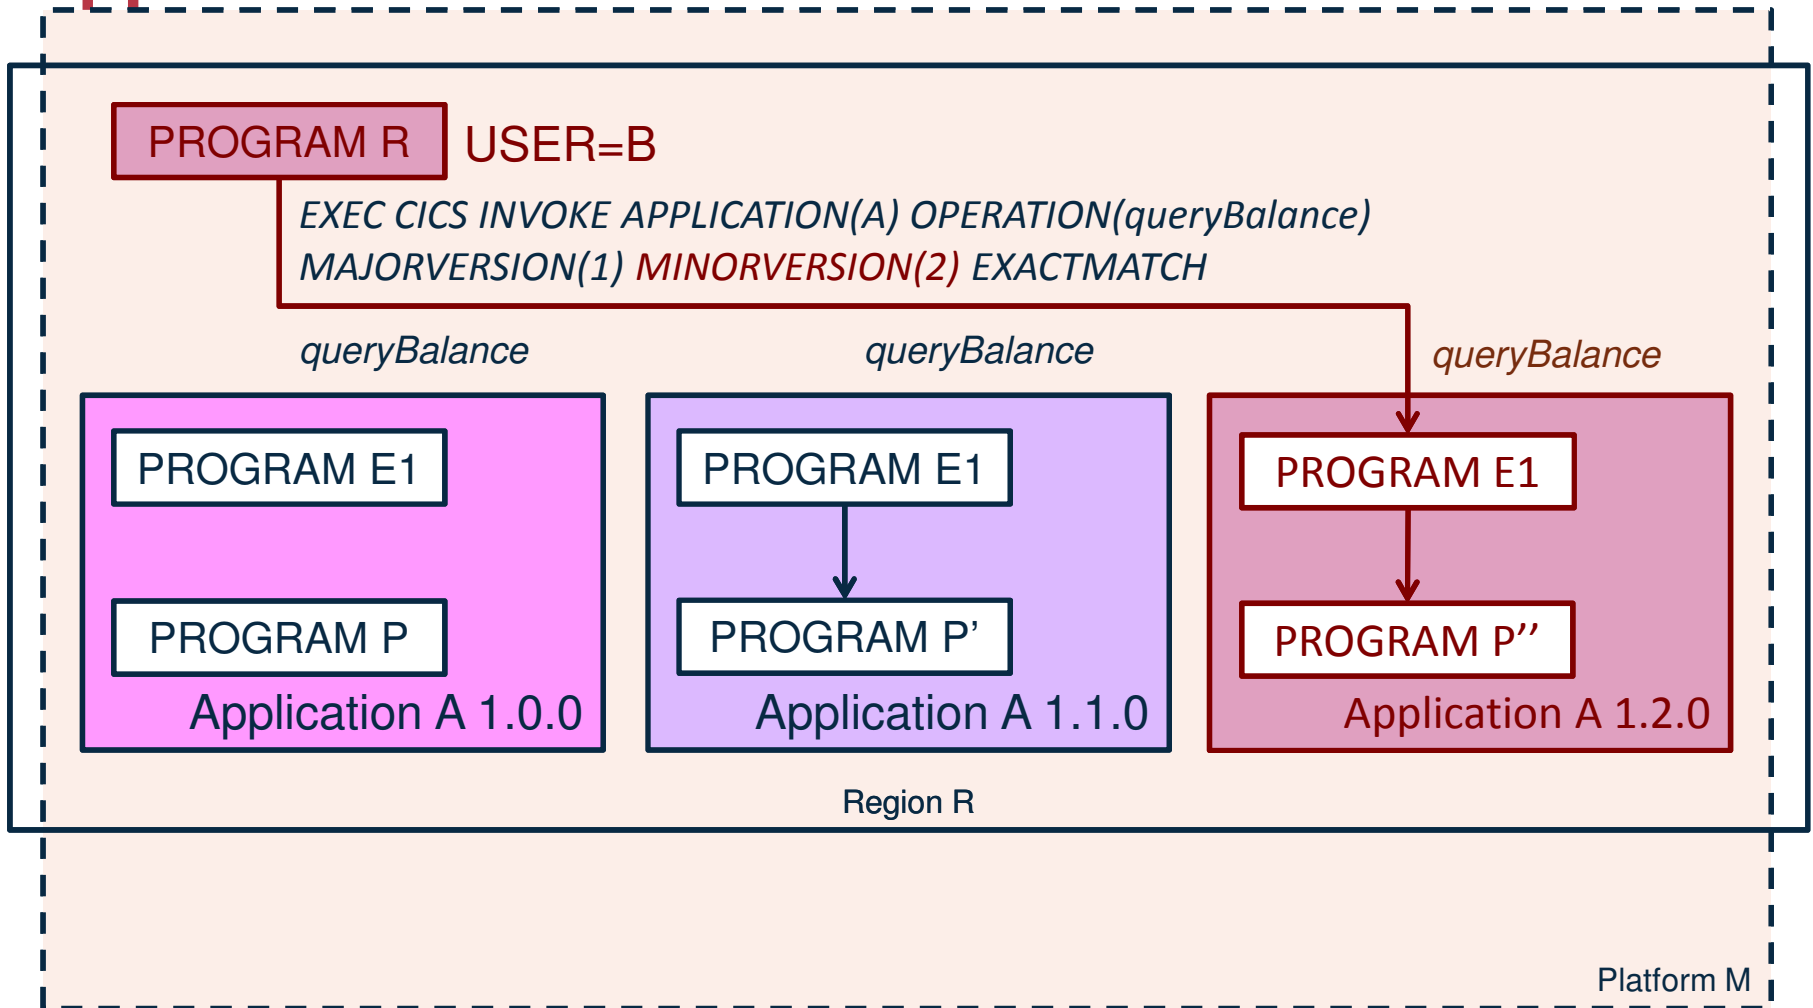 PROGRAM R USER=B
EXEC CICS INVOKE APPLICATION(A) OPERATION(queryBalance)
MAJORVERSION(1) MINORVERSION(2) EXACTMATCH
queryBalance
queryBalance
queryBalance
PROGRAM E1
PROGRAM P
Application A 1.0.0
PROGRAM E1
PROGRAM P’
Application A 1.1.0
PROGRAM E1
PROGRAM P’’
Application A 1.2.0
Region R
Platform M